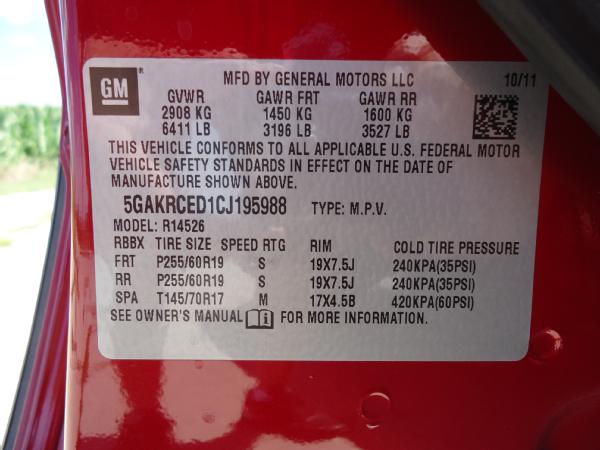 GM ® MFD BY GENERAL MOTORS LLC 10/11
GVWR GAWR FRT GAWR RR
2908 KG 1450 KG 1600 KG
6411 LB 3196 LB 3527 LB
THIS VEHICLE CONFORMS TO ALL APPLICABLE U.S. FEDERAL MOTOR
VEHICLE SAFETY STANDARDS IN EFFECT ON THE DATE OF
MANUFACTURE SHOWN ABOVE.
5GAKRCED1CJ195988 TYPE: M.P.V.
MODEL: R14526
RBBX TIRE SIZE SPEED RTG RIM COLD TIRE PRESSURE
FRT P255/60R19 S 19X7.5J 240KPA(35PSI)
RR P255/60R19 S 19X7.5J 240KPA(35PSI)
SPA T145/70R17 M 17X4.5B 420KPA(60PSI)
SEE OWNER'S MANUAL FOR MORE INFORMATION.